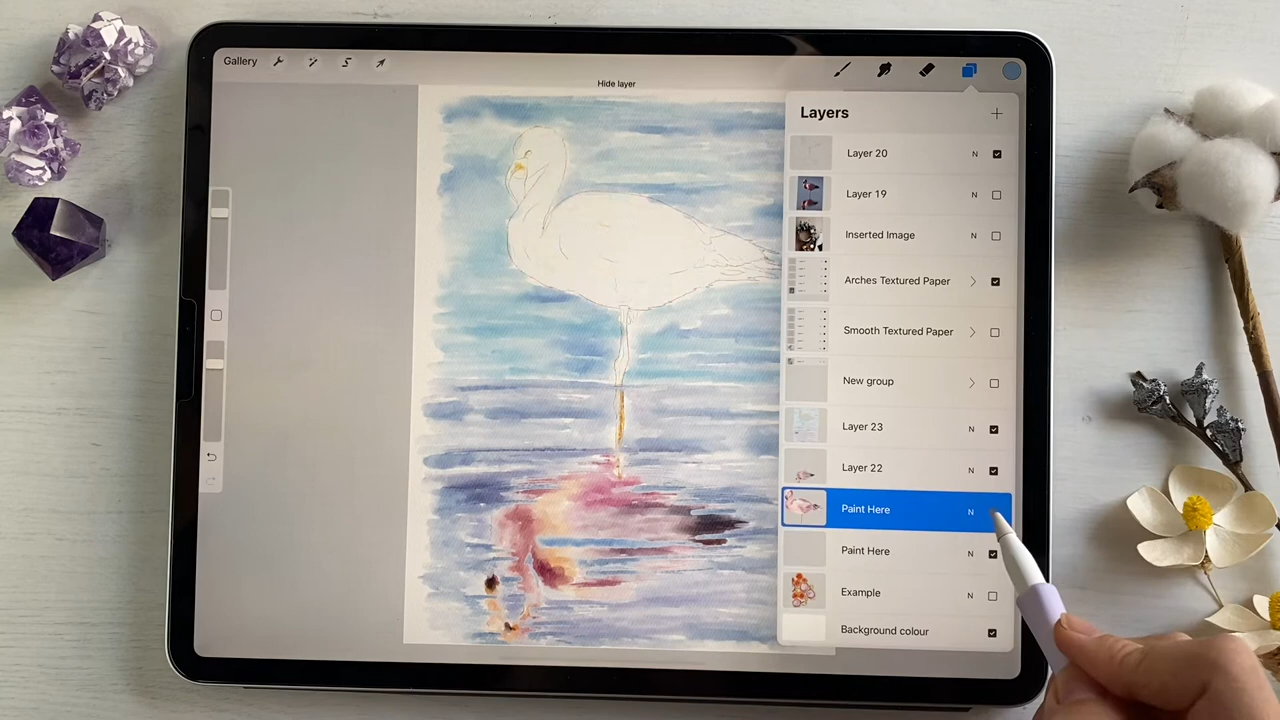 Gallery
Hide layer
Layers
Layer 20 N
Layer 19 N
Inserted Image N
Arches Textured Paper
Smooth Textured Paper
New group
Layer 23 N
Layer 22 N
Paint Here N
Paint Here N
Example N
Background colour